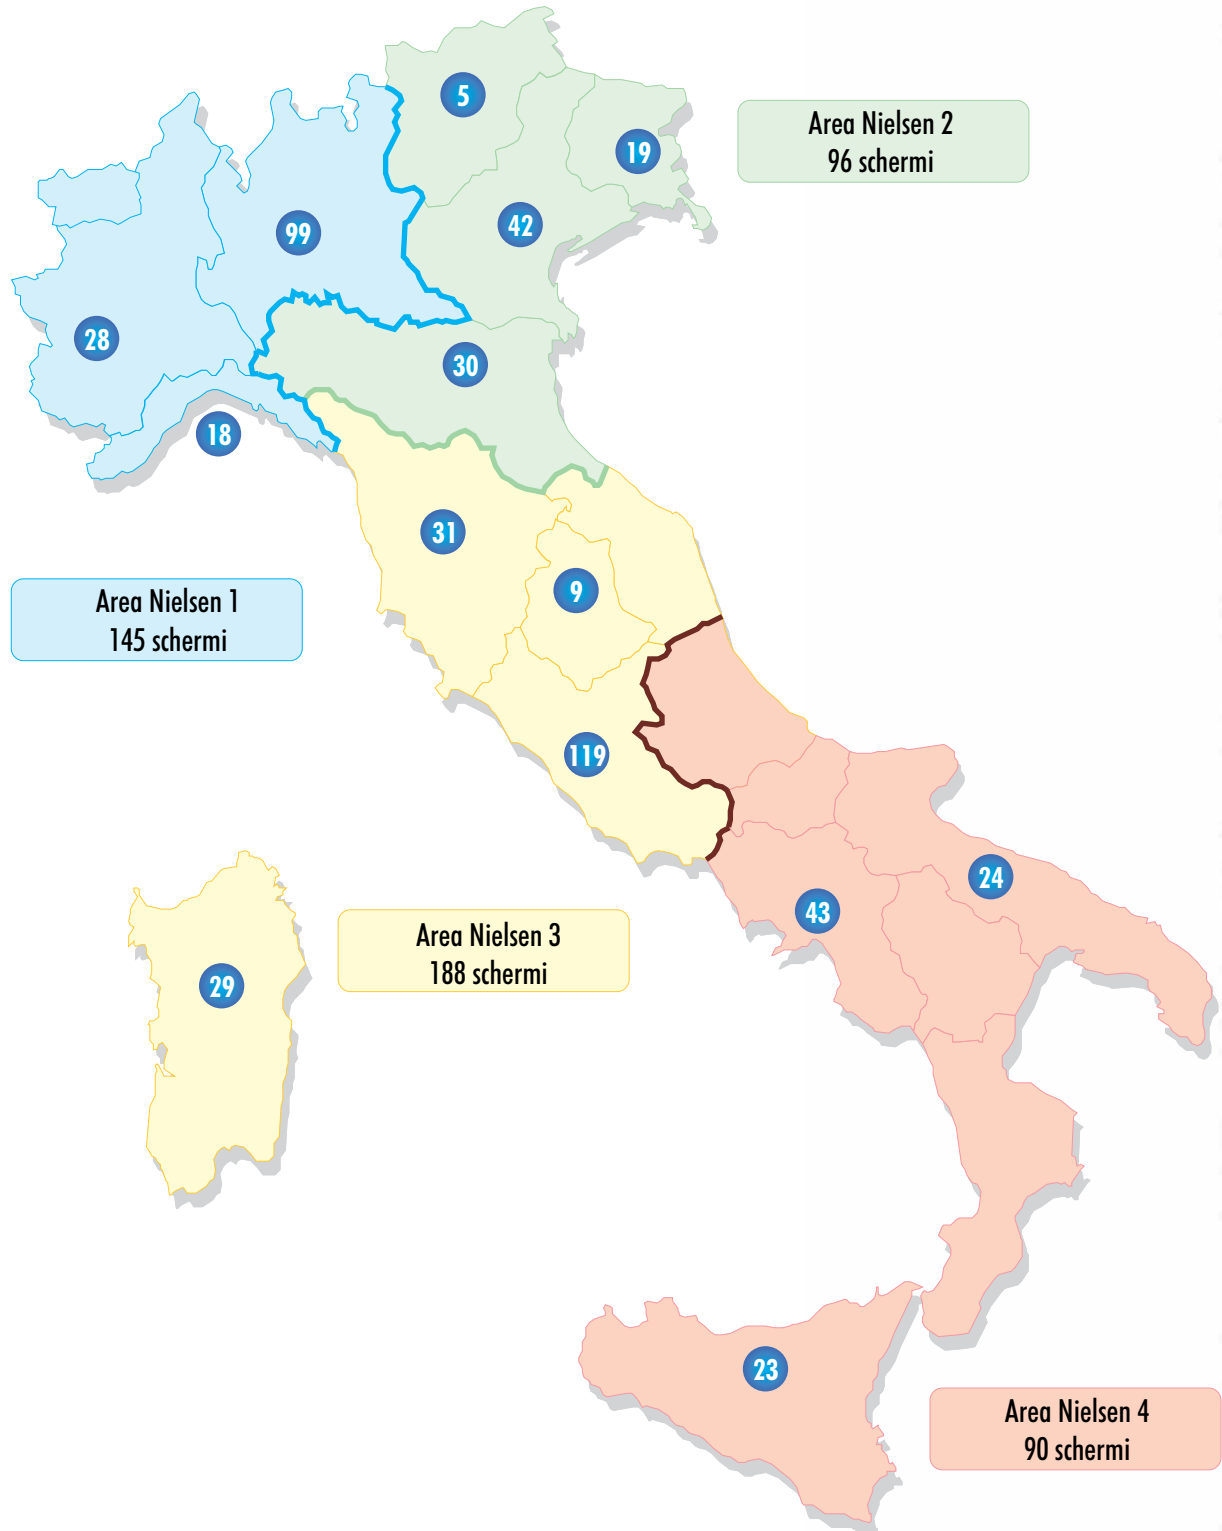 5
19
Area Nielsen 2
96 schermi
42
99
28
30
18
31
9
Area Nielsen 1
145 schermi
119
24
43
Area Nielsen 3
188 schermi
29
23
Area Nielsen 4
90 schermi